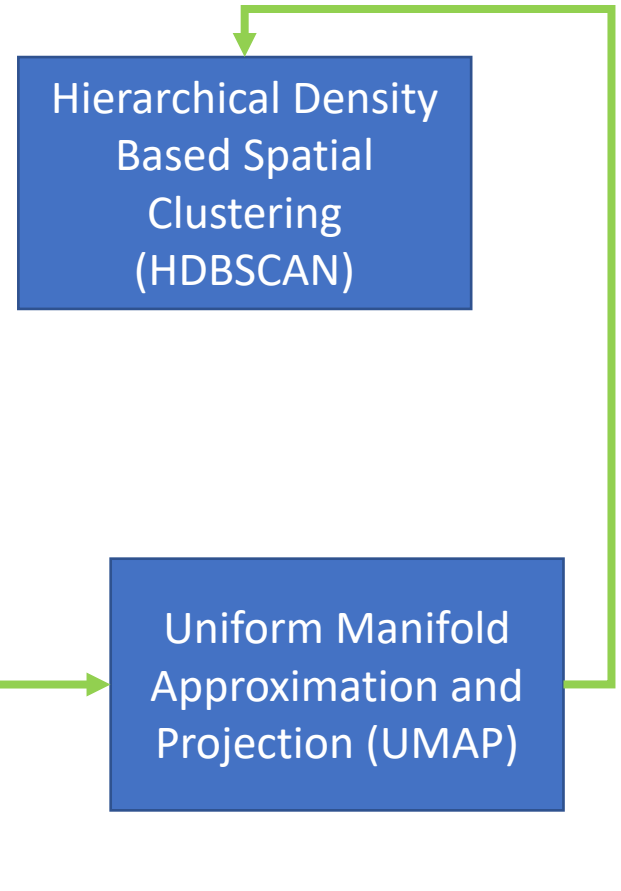 Hierarchical Density
Based Spatial
Clustering
(HDBSCAN)
Uniform Manifold
Approximation and
Projection (UMAP)